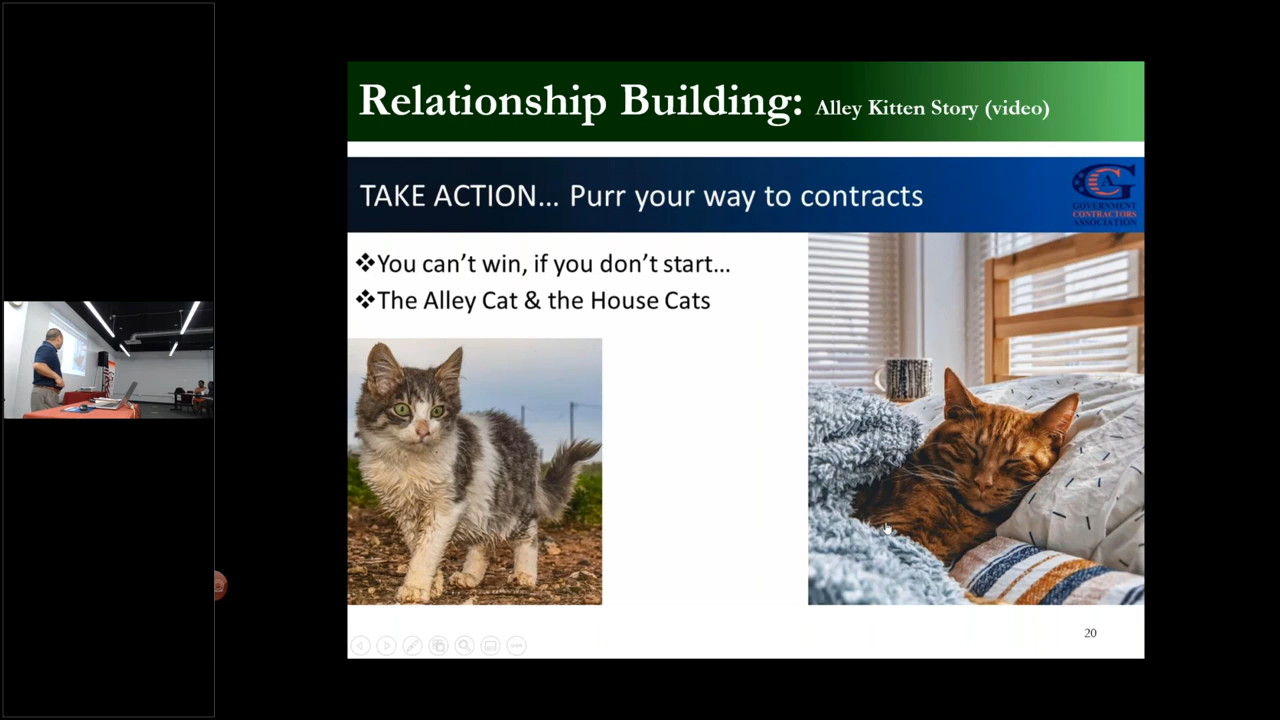 Relationship Building: Alley Kitten Story (video)
TAKE ACTION... Purr your way to contracts
GCA
GOVERNMENT
CONTRACTORS
ASSOCIATION
❖You can't win, if you don't start...
❖The Alley Cat & the House Cats
20